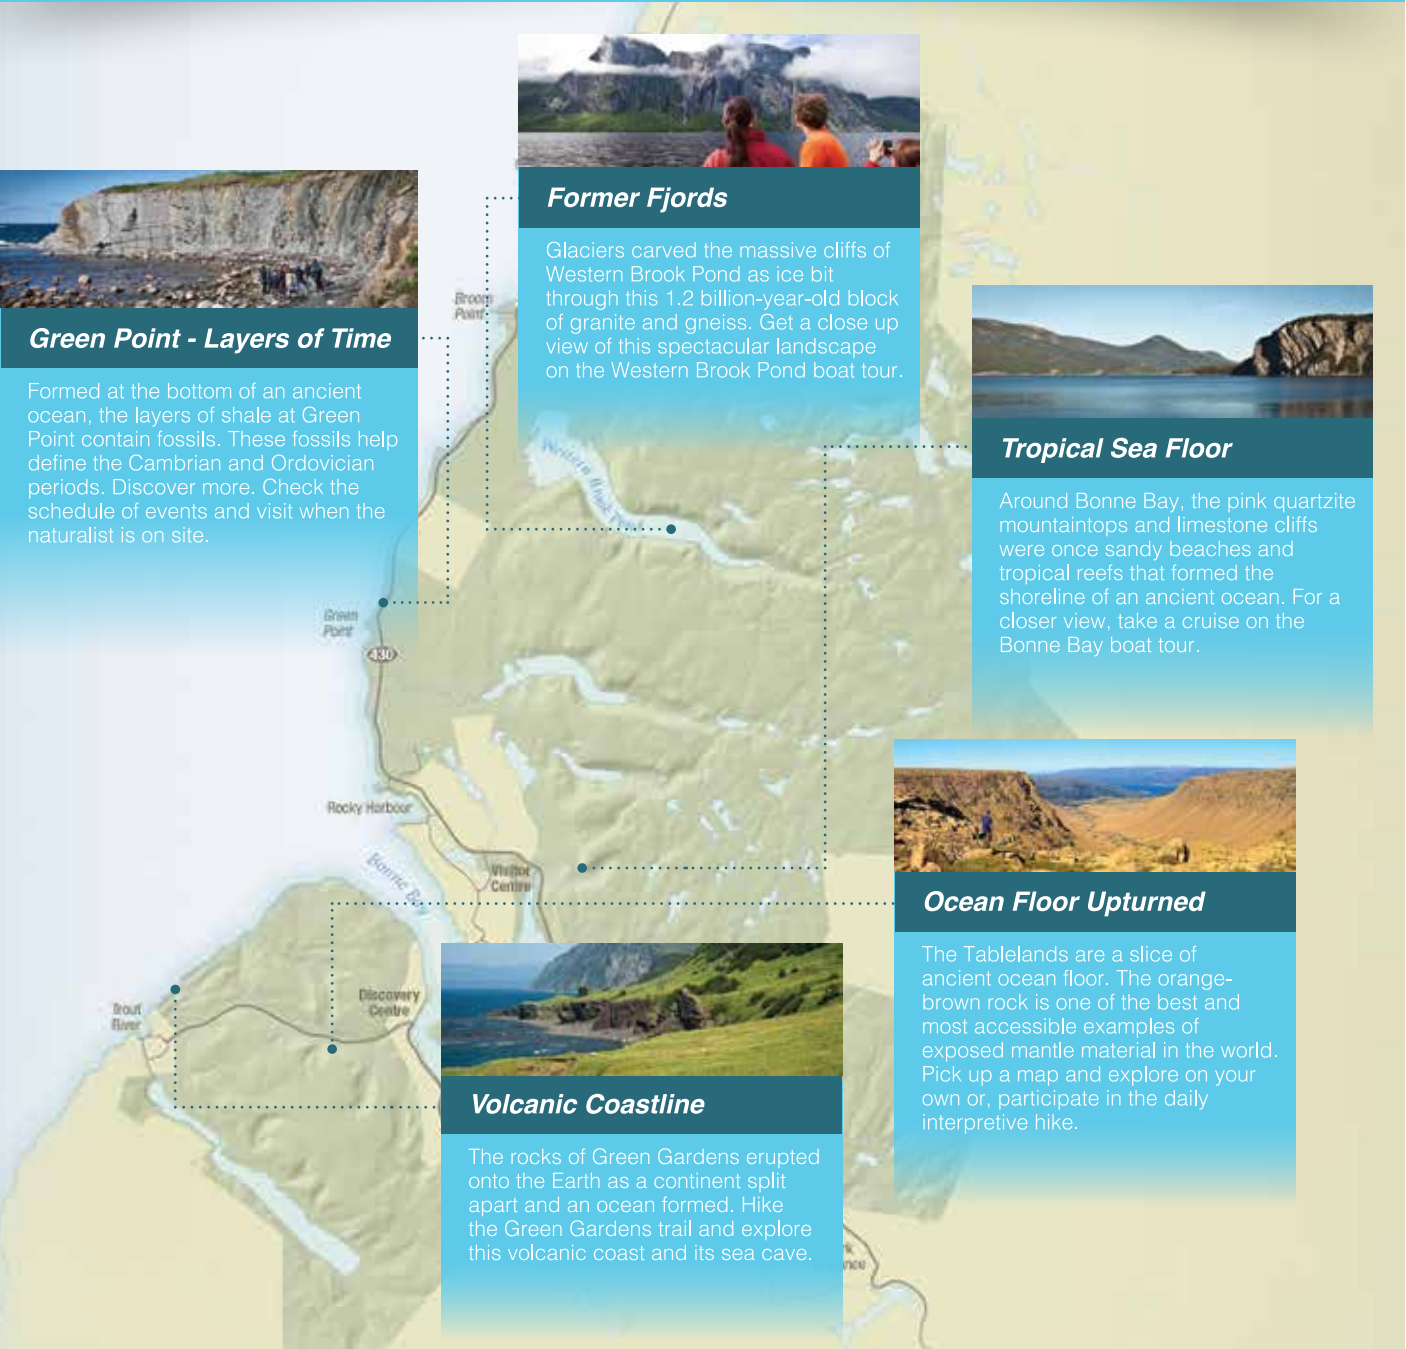 Former Fjords
Glaciers carved the massive cliffs of
Western Brook Pond as ice bit
through this 1.2 billion-year-old block
of granite and gneiss. Get a close up
view of this spectacular landscape
on the Western Brook Pond boat tour.
Green Point - Layers of Time
Formed at the bottom of an ancient
ocean, the layers of shale at Green
Point contain fossils. These fossils help
define the Cambrian and Ordovician
periods. Discover more. Check the
schedule of events and visit when the
naturalist is on site.
Broom
Point
Tropical Sea Floor
Around Bonne Bay, the pink quartzite
mountaintops and limestone cliffs
were once sandy beaches and
tropical reefs that formed the
shoreline of an ancient ocean. For a
closer view, take a cruise on the
Bonne Bay boat tour.
Western Brook
Green
Point
430
Rocky Harbour
Bonne Bay
Visitor
Centre
Ocean Floor Upturned
The Tablelands are a slice of
ancient ocean floor. The orange-
brown rock is one of the best and
most accessible examples of
exposed mantle material in the world.
Pick up a map and explore on your
own or, participate in the daily
interpretive hike.
Trout
River
Discovery
Centre
Volcanic Coastline
The rocks of Green Gardens erupted
onto the Earth as a continent split
apart and an ocean formed. Hike
the Green Gardens trail and explore
this volcanic coast and its sea cave.